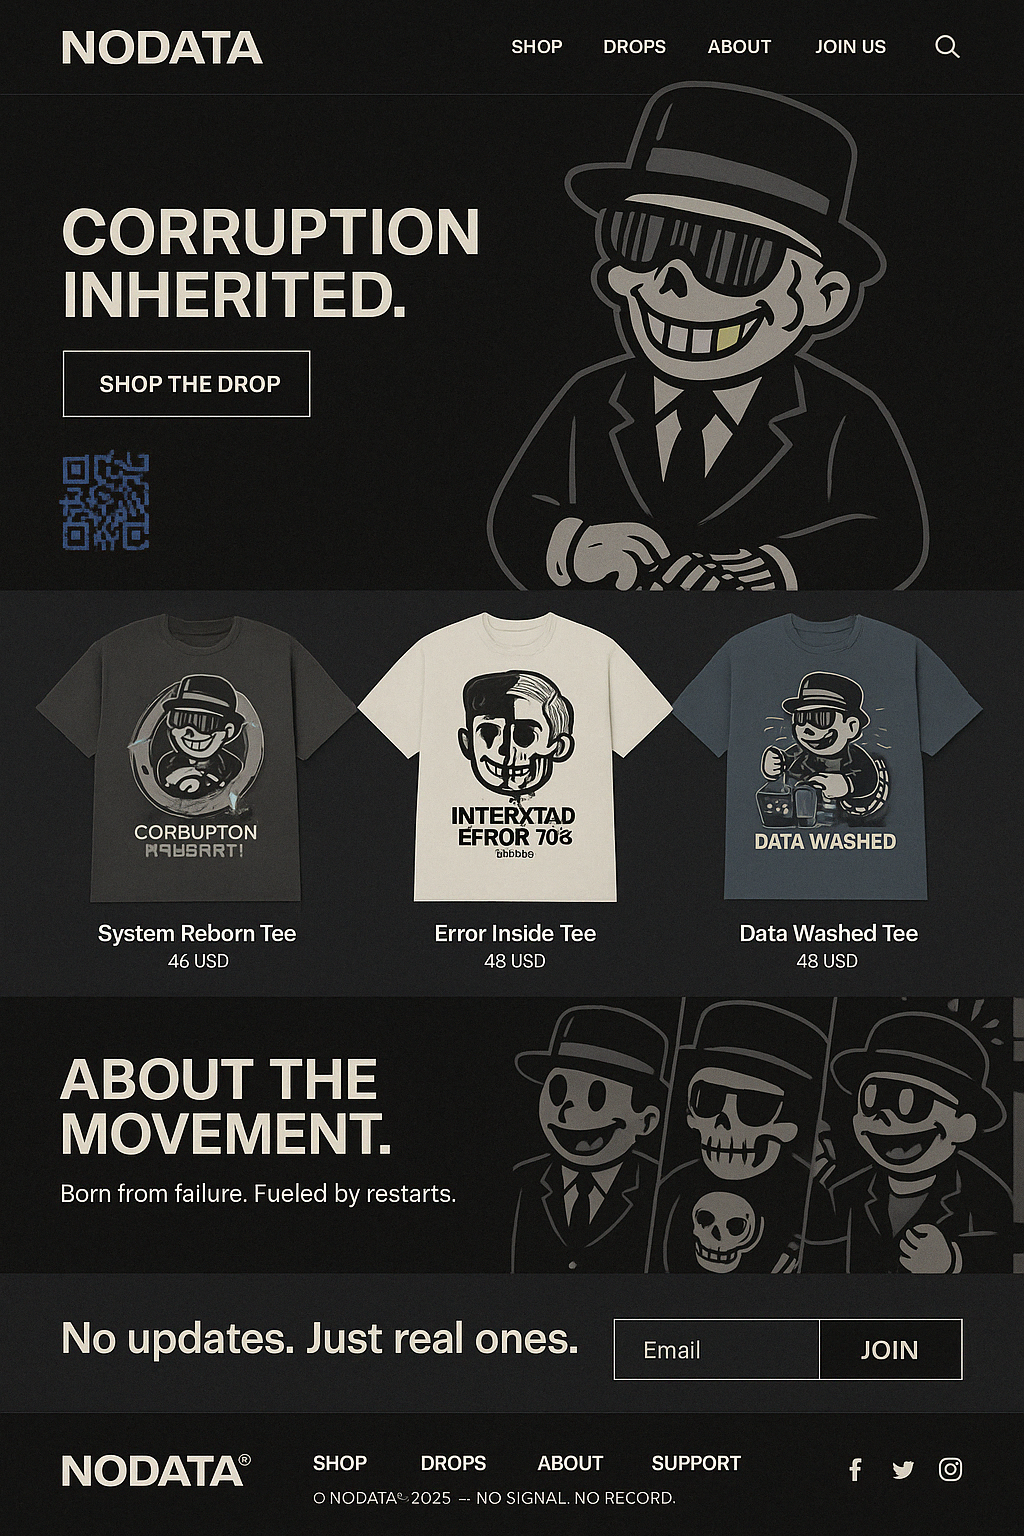 NODATA
SHOP DROPS ABOUT JOIN US
CORRUPTION
INHERITED.
SHOP THE DROP
CORBUPTON
INTERXTAD
EFROR 708
bbbbbe
DATA WASHED
System Reborn Tee
46 USD
Error Inside Tee
48 USD
Data Washed Tee
48 USD
ABOUT THE
MOVEMENT.
Born from failure. Fueled by restarts.
No updates. Just real ones.
Email
JOIN
NODATA®
SHOP DROPS ABOUT SUPPORT
NODATA 2025 — NO SIGNAL. NO RECORD.